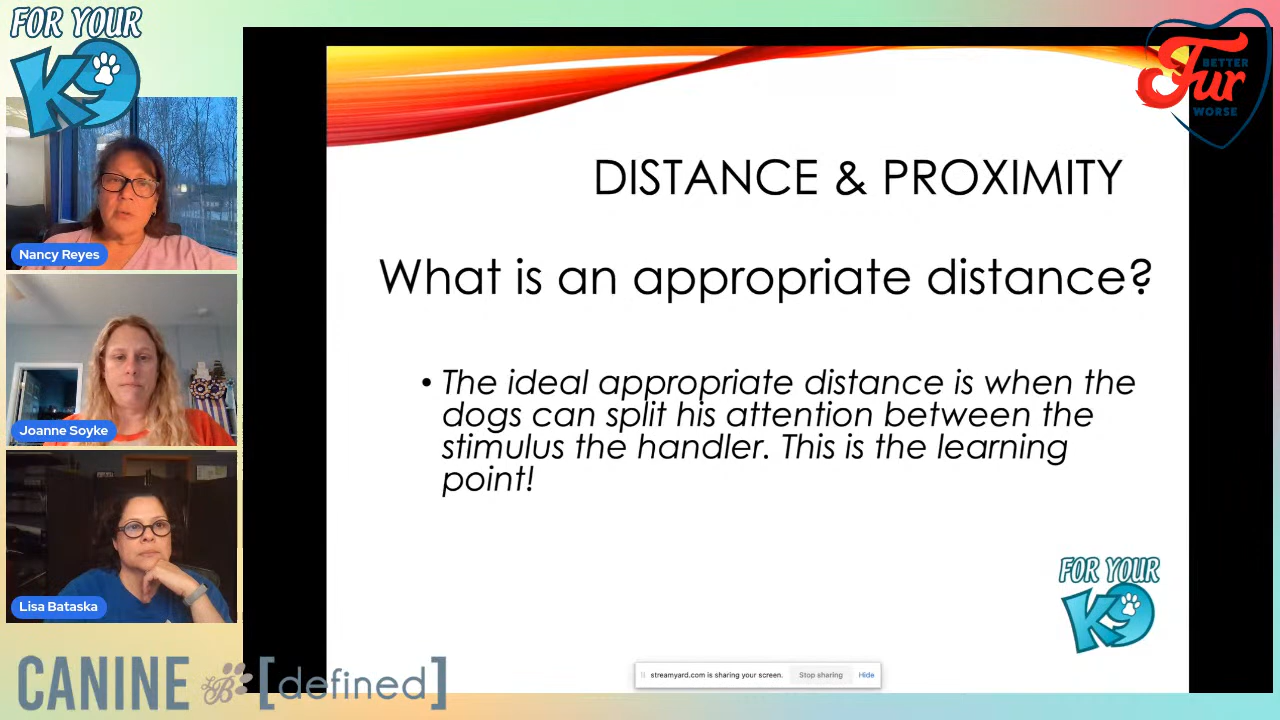 FOR YOUR
K9
Nancy Reyes
Joanne Soyke
Lisa Bataska
CANINE [defined]
DISTANCE & PROXIMITY
What is an appropriate distance?
• The ideal appropriate distance is when the
dogs can split his attention between the
stimulus the handler. This is the learning
point!
BETTER
Fur
WORSE
FOR YOUR
K9
streamyard.com is sharing your screen.
Stop sharing
Hide